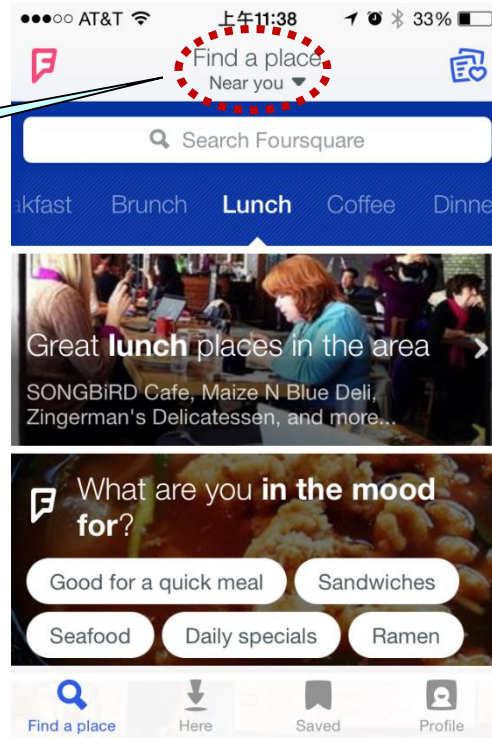 AT&T 上午11:38 33%
Find a place
Near you
Search Foursquare
akfast Brunch Lunch Coffee Dinne
Great lunch places in the area
SONGBiRD Cafe, Maize N Blue Deli,
Zingerman's Delicatessen, and more...
What are you in the mood
for?
Good for a quick meal Sandwiches
Seafood Daily specials Ramen
Find a place Here Saved Profile